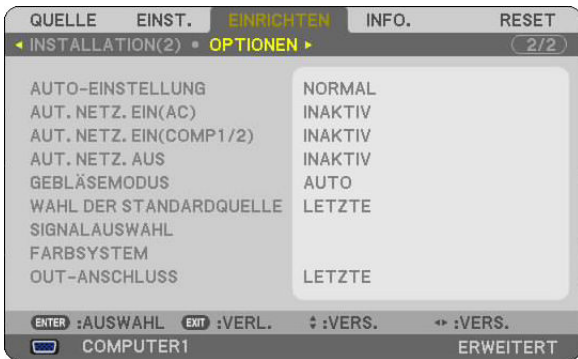 QUELLE EINST. EINRICHTEN INFO. RESET
◂ INSTALLATION(2) • OPTIONEN ▸ 2/2
AUTO-EINSTELLUNG NORMAL
AUT. NETZ. EIN(AC) INAKTIV
AUT. NETZ. EIN(COMP1/2) INAKTIV
AUT. NETZ. AUS INAKTIV
GEBLÄSEMODUS AUTO
WAHL DER STANDARDQUELLE LETZTE
SIGNALAUSWAHL
FARBSYSTEM
OUT-ANSCHLUSS LETZTE
ENTER :AUSWAHL EXIT :VERL. ♦ :VERS. ◂▸ :VERS.
COMPUTER1 ERWEITERT